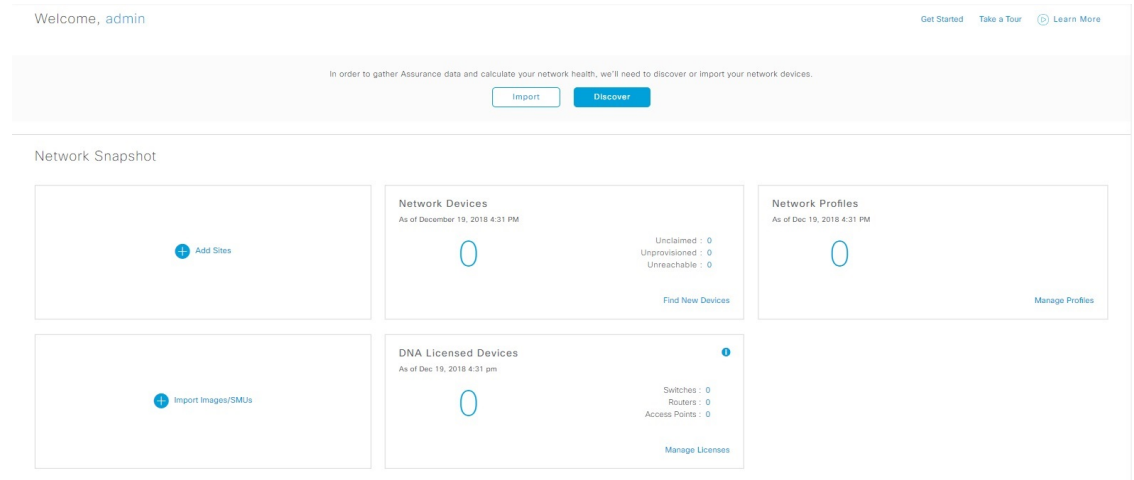 Welcome, admin
Get Started Take a Tour Learn More
In order to gather Assurance data and calculate your network health, we'll need to discover or import your network devices.
Import Discover
Network Snapshot
Add Sites
Network Devices
As of December 19, 2018 4:31 PM
0
Unclaimed : 0
Unprovisioned : 0
Unreachable : 0
Find New Devices
Network Profiles
As of Dec 19, 2018 4:31 PM
0
Manage Profiles
Import Images/SMUs
DNA Licensed Devices
As of Dec 19, 2018 4:31 pm
0
Switches : 0
Routers : 0
Access Points : 0
Manage Licenses